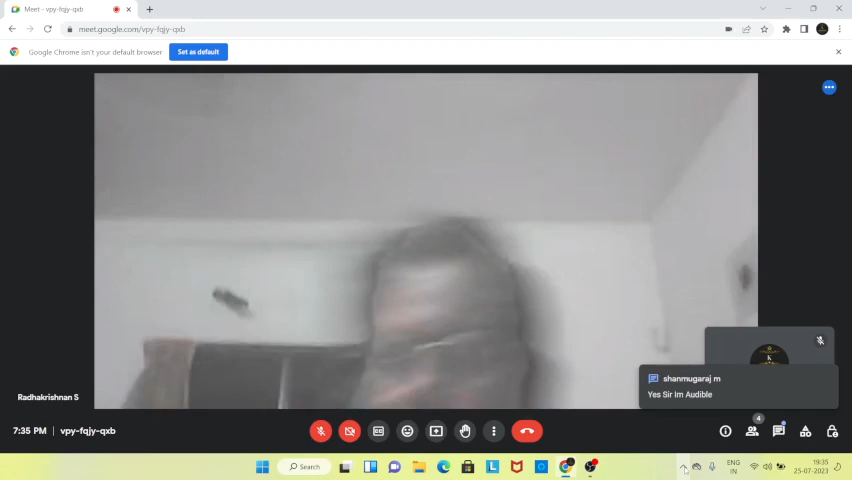 Meet - vpy-fqjy-qxb
meet.google.com/vpy-fqjy-qxb
Google Chrome isn't your default browser
Set as default
K
shanmugaraj m
Yes Sir Im Audible
Radhakrishnan S
4
7:35 PM | vpy-fqjy-qxb
Search
L
ENG
IN
19:35
25-07-2023